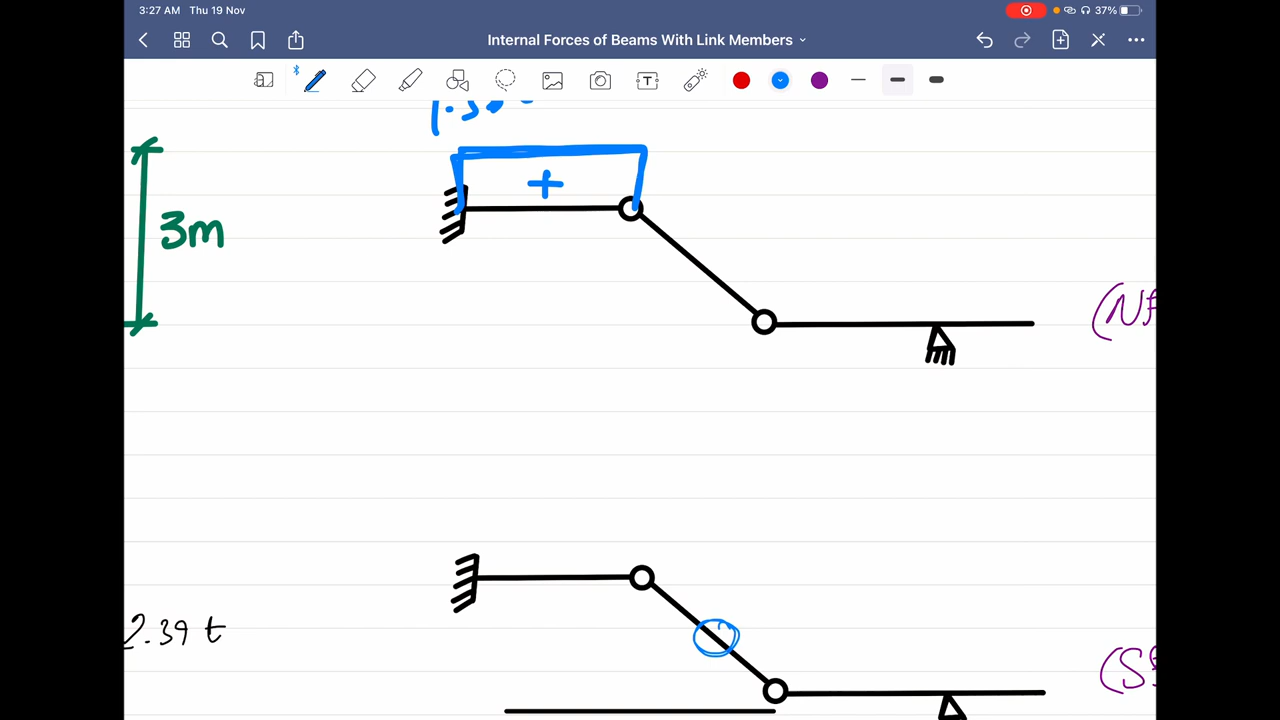 3:27 AM Thu 19 Nov
37%
Internal Forces of Beams With Link Members
T
+
3m
2.39 t